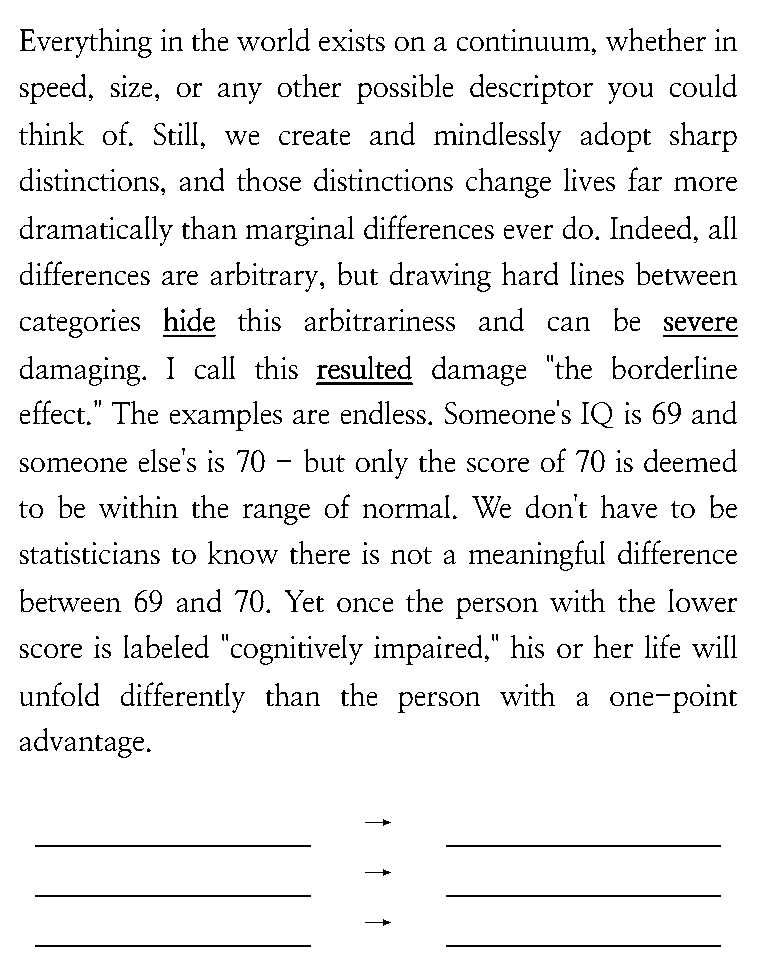 Everything in the world exists on a continuum, whether in
speed, size, or any other possible descriptor you could
think of. Still, we create and mindlessly adopt sharp
distinctions, and those distinctions change lives far more
dramatically than marginal differences ever do. Indeed, all
differences are arbitrary, but drawing hard lines between
categories hide this arbitrariness and can be severe
damaging. I call this resulted damage "the borderline
effect." The examples are endless. Someone's IQ is 69 and
someone else's is 70 - but only the score of 70 is deemed
to be within the range of normal. We don't have to be
statisticians to know there is not a meaningful difference
between 69 and 70. Yet once the person with the lower
score is labeled "cognitively impaired," his or her life will
unfold differently than the person with a one-point
advantage.
→
→
→